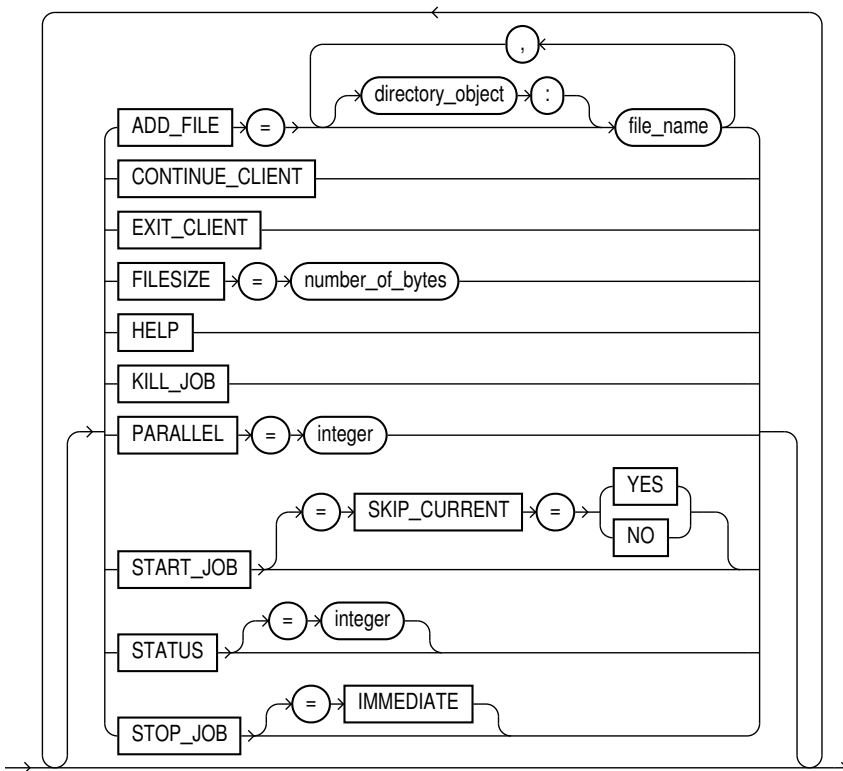 ,
directory_object :
ADD_FILE = file_name
CONTINUE_CLIENT
EXIT_CLIENT
FILESIZE = number_of_bytes
HELP
KILL_JOB
PARALLEL = integer
YES
= SKIP_CURRENT =
NO
START_JOB
= integer
STATUS
= IMMEDIATE
STOP_JOB